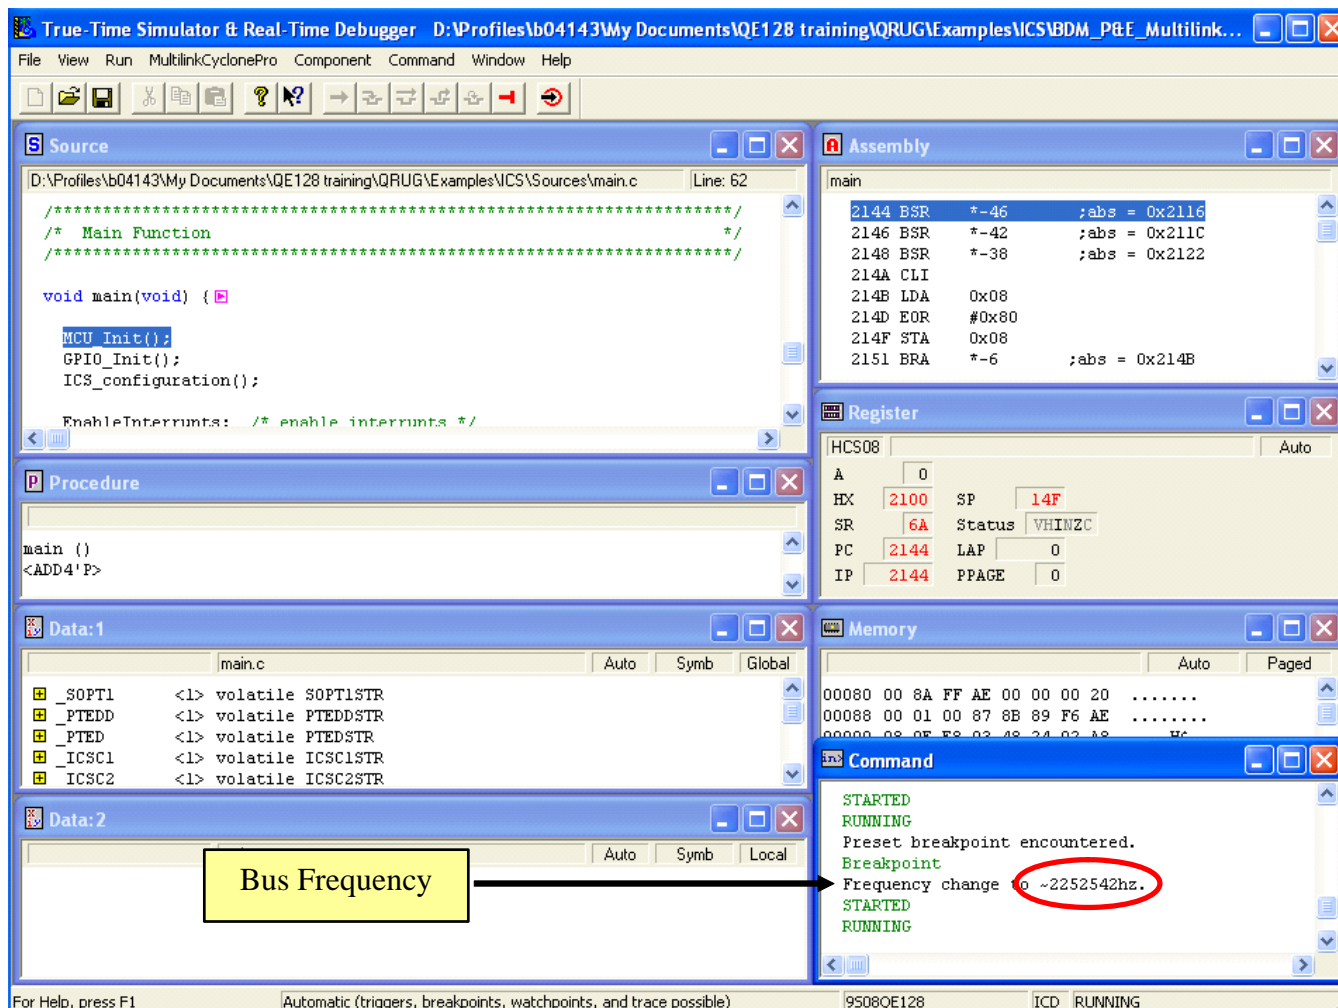 True-Time Simulator & Real-Time Debugger D:\Profiles\b04143\My Documents\QE128 training\QRUG\Examples\ICS\BDM_P&E_Multilink...
File View Run MultilinkCyclonePro Component Command Window Help
Source
D:\Profiles\b04143\My Documents\QE128 training\QRUG\Examples\ICS\Sources\main.c Line: 62
/*********************************************************************/
/* Main Function */
/*********************************************************************/
void main(void) {
MCU_Init();
GPIO_Init();
ICS_configuration();
EnableInterrupts; /* enable interrupts */
Assembly
main
2144 BSR *-46 ;abs = 0x2116
2146 BSR *-42 ;abs = 0x211C
2148 BSR *-38 ;abs = 0x2122
214A CLI
214B LDA 0x08
214D EOR #0x80
214F STA 0x08
2151 BRA *-6 ;abs = 0x214B
Register
HCS08 Auto
A 0
HX 2100 SP 14F
SR 6A Status VHINZC
PC 2144 LAP 0
IP 2144 PPAGE 0
Procedure
main ()
<ADD4'P>
Data:1
main.c Auto Symb Global
_SOPT1 <1> volatile SOPT1STR
_PTEDD <1> volatile PTEDDSTR
_PTED <1> volatile PTEDSTR
_ICSC1 <1> volatile ICSC1STR
ICSC2 <1> volatile ICSC2STR
Memory
Auto Paged
00080 00 8A FF AE 00 00 00 20 .......
00088 00 01 00 87 8B 89 F6 AE ........
Command
STARTED
RUNNING
Preset breakpoint encountered.
Breakpoint
Frequency change to ~2252542hz.
STARTED
RUNNING
Data:2
Auto Symb Local
Bus Frequency
For Help, press F1 Automatic (triggers, breakpoints, watchpoints, and trace possible) 9S08QE128 ICD RUNNING